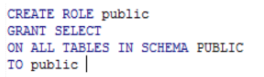 CREATE ROLE public
GRANT SELECT
ON ALL TABLES IN SCHEMA PUBLIC
TO public